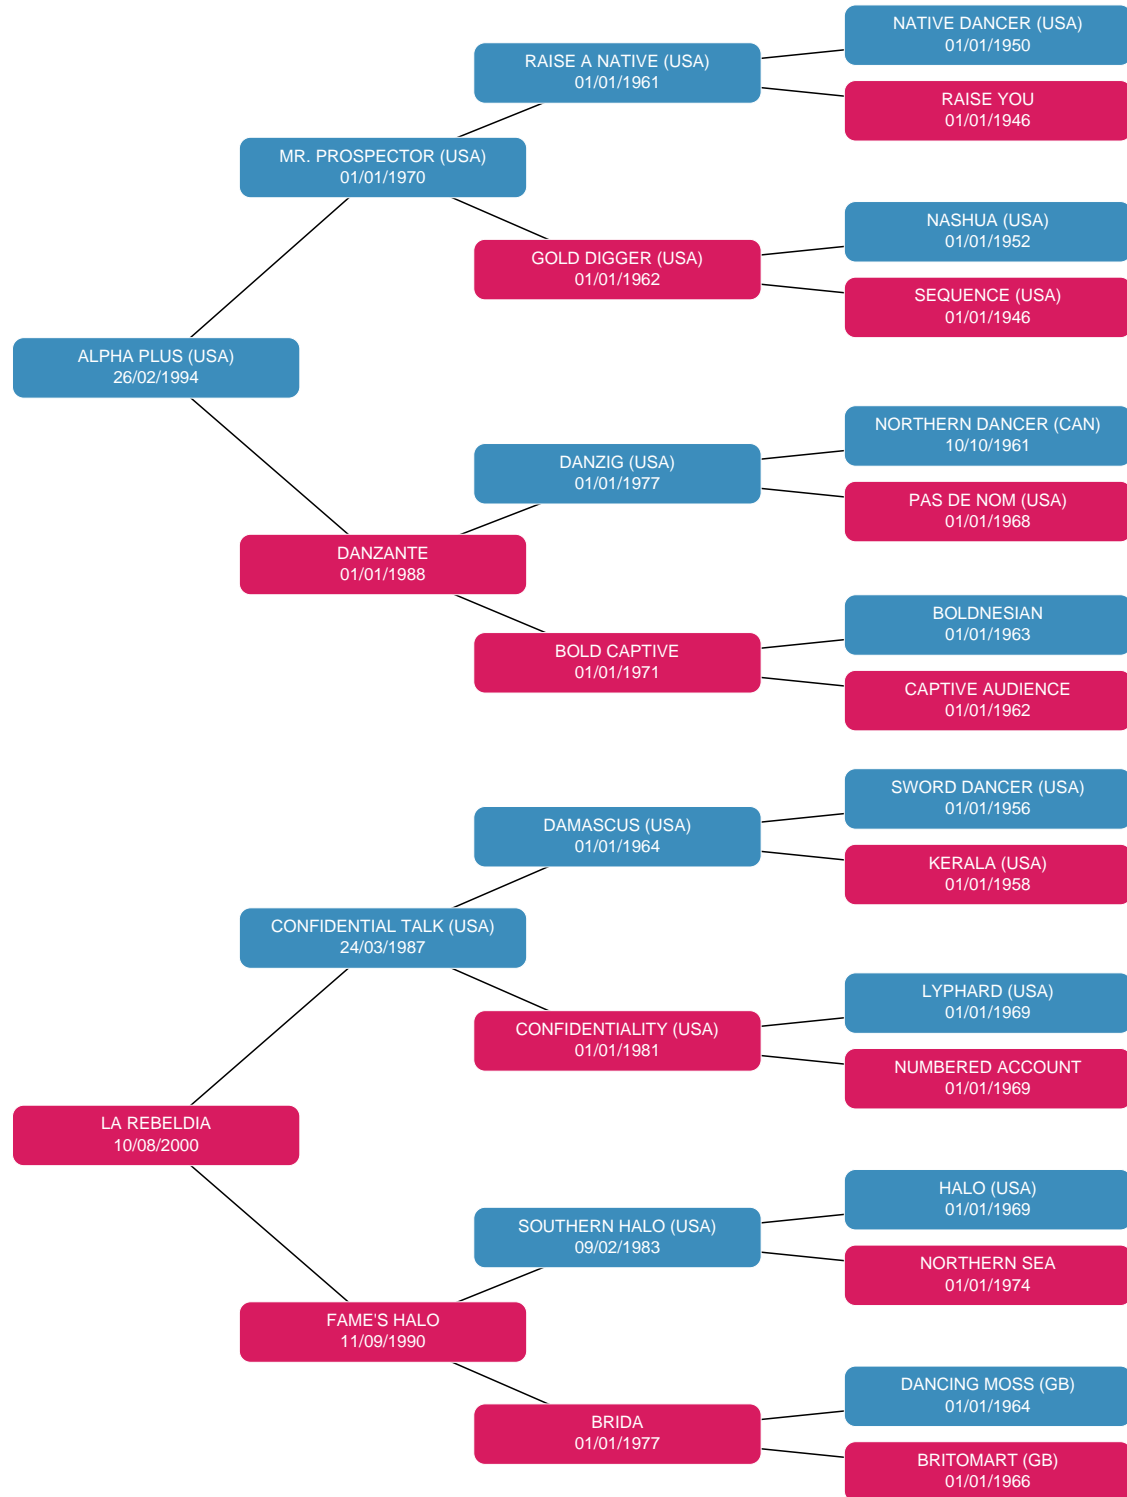 NATIVE DANCER (USA)
01/01/1950
RAISE A NATIVE (USA)
01/01/1961
RAISE YOU
01/01/1946
MR. PROSPECTOR (USA)
01/01/1970
NASHUA (USA)
01/01/1952
GOLD DIGGER (USA)
01/01/1962
SEQUENCE (USA)
01/01/1946
ALPHA PLUS (USA)
26/02/1994
NORTHERN DANCER (CAN)
10/10/1961
DANZIG (USA)
01/01/1977
PAS DE NOM (USA)
01/01/1968
DANZANTE
01/01/1988
BOLDNESIAN
01/01/1963
BOLD CAPTIVE
01/01/1971
CAPTIVE AUDIENCE
01/01/1962
SWORD DANCER (USA)
01/01/1956
DAMASCUS (USA)
01/01/1964
KERALA (USA)
01/01/1958
CONFIDENTIAL TALK (USA)
24/03/1987
LYPHARD (USA)
01/01/1969
CONFIDENTIALITY (USA)
01/01/1981
NUMBERED ACCOUNT
01/01/1969
LA REBELDIA
10/08/2000
HALO (USA)
01/01/1969
SOUTHERN HALO (USA)
09/02/1983
NORTHERN SEA
01/01/1974
FAME'S HALO
11/09/1990
DANCING MOSS (GB)
01/01/1964
BRIDA
01/01/1977
BRITOMART (GB)
01/01/1966